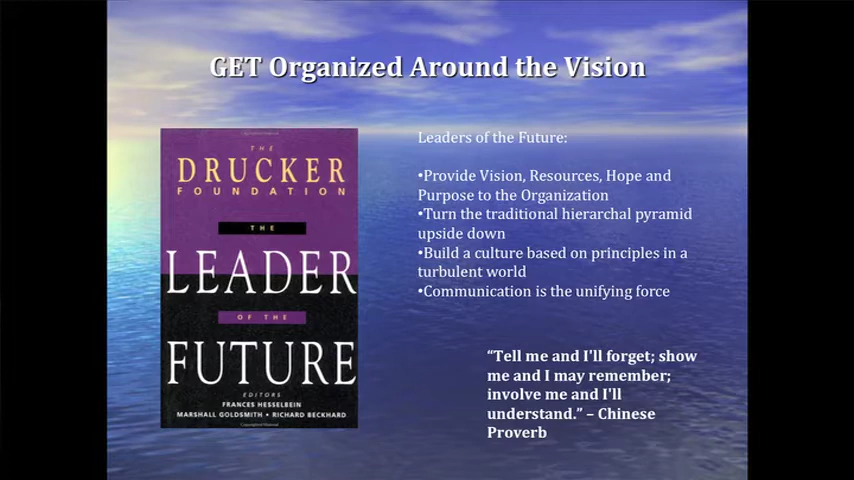 GET Organized Around the Vision
THE
DRUCKER
FOUNDATION
THE
LEADER
OF THE
FUTURE
EDITORS
FRANCES HESSELBEIN
MARSHALL GOLDSMITH • RICHARD BECKHARD
Leaders of the Future:
•Provide Vision, Resources, Hope and
Purpose to the Organization
•Turn the traditional hierarchal pyramid
upside down
•Build a culture based on principles in a
turbulent world
•Communication is the unifying force
“Tell me and I'll forget; show
me and I may remember;
involve me and I'll
understand.” – Chinese
Proverb